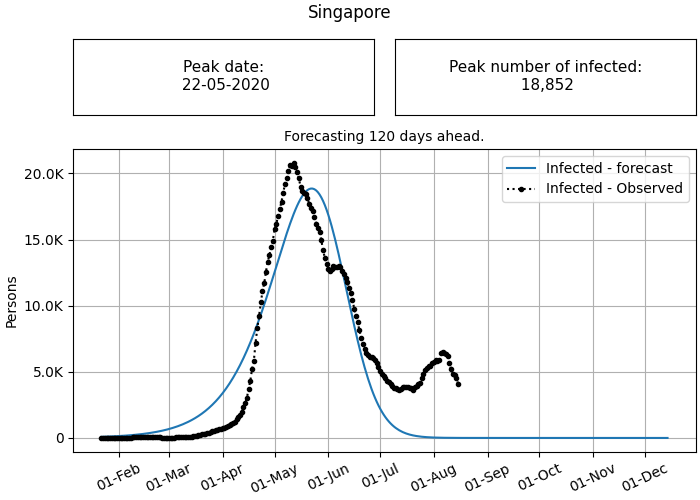 Singapore
Peak date:
22-05-2020
Peak number of infected:
18,852
Forecasting 120 days ahead.
Infected - forecast
Infected - Observed
20.0K
15.0K
10.0K
5.0K
0
Persons
01-Feb 01-Mar 01-Apr 01-May 01-Jun 01-Jul 01-Aug 01-Sep 01-Oct 01-Nov 01-Dec